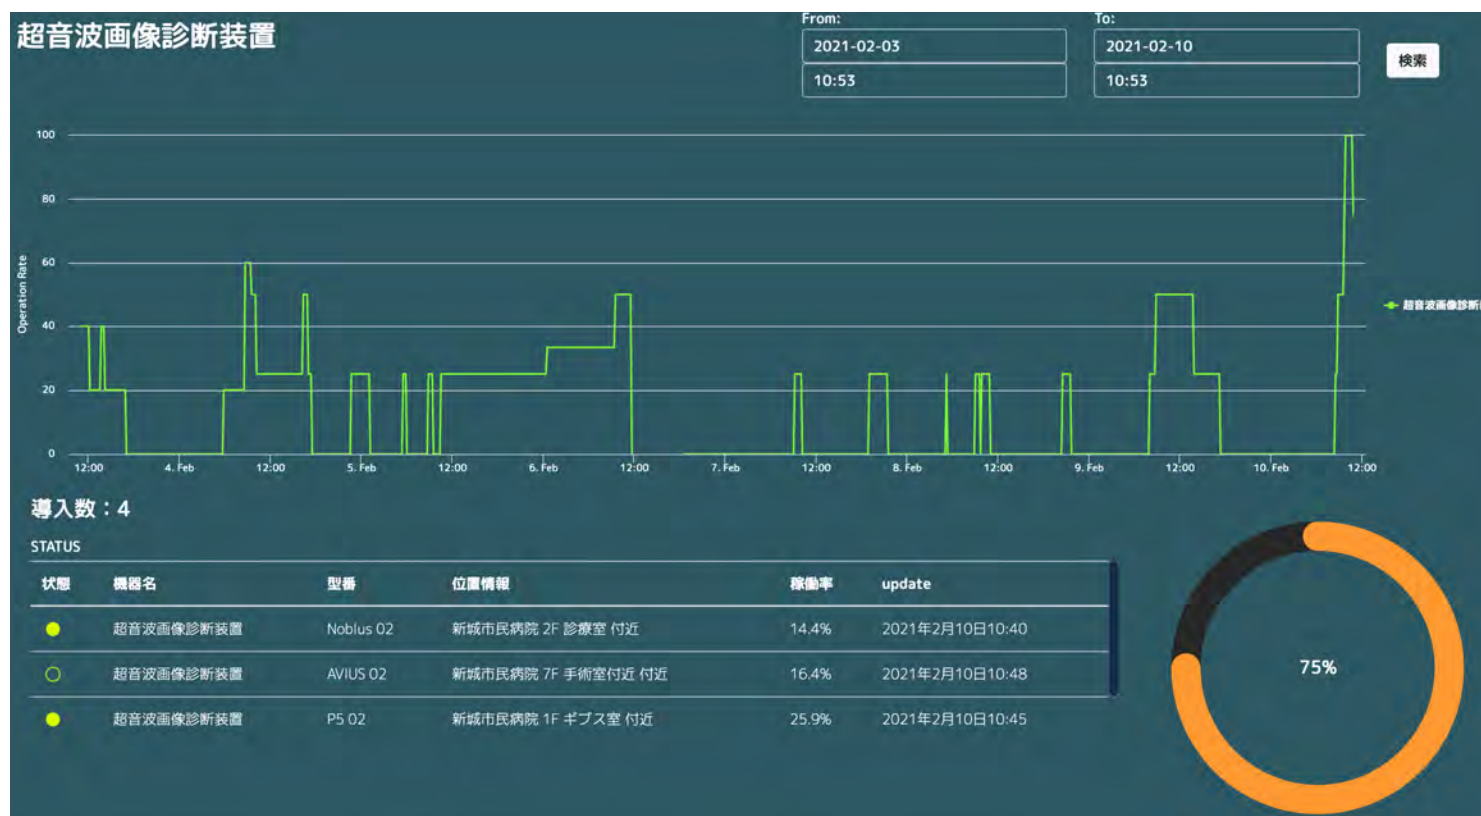 超音波画像診断装置
From:
To:
2021-02-03
2021-02-10
10:53
10:53
検索
100
80
60
40
20
0
Operation Rate
12:00 4. Feb 12:00 5. Feb 12:00 6. Feb 12:00 7. Feb 12:00 8. Feb 12:00 9. Feb 12:00 10. Feb 12:00
超音波画像診断
導入数：4
STATUS
状態 機器名 型番 位置情報 稼働率 update
超音波画像診断装置 Noblus 02 新城市民病院 2F 診療室 付近 14.4% 2021年2月10日10:40
超音波画像診断装置 AVIUS 02 新城市民病院 7F 手術室付近 付近 16.4% 2021年2月10日10:48
超音波画像診断装置 P5 02 新城市民病院 1F ギプス室 付近 25.9% 2021年2月10日10:45
75%